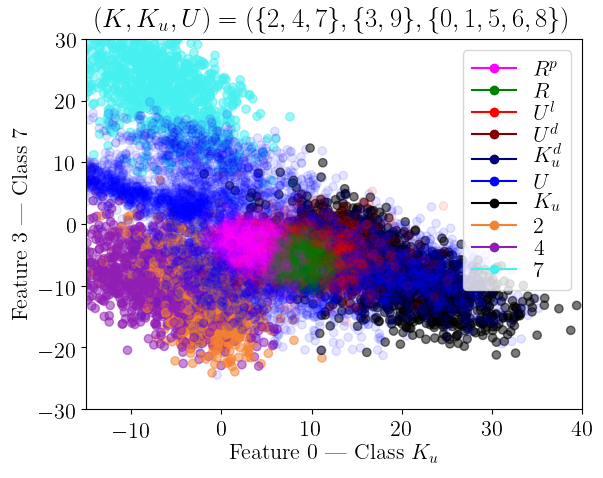 (K, K_u, U) = ({2, 4, 7}, {3, 9}, {0, 1, 5, 6, 8})
R^p
R
U^l
U^d
K_u^d
U
K_u
2
4
7
30
20
10
0
−10
−20
−30
Feature 3 — Class 7
−10 0 10 20 30 40
Feature 0 — Class K_u